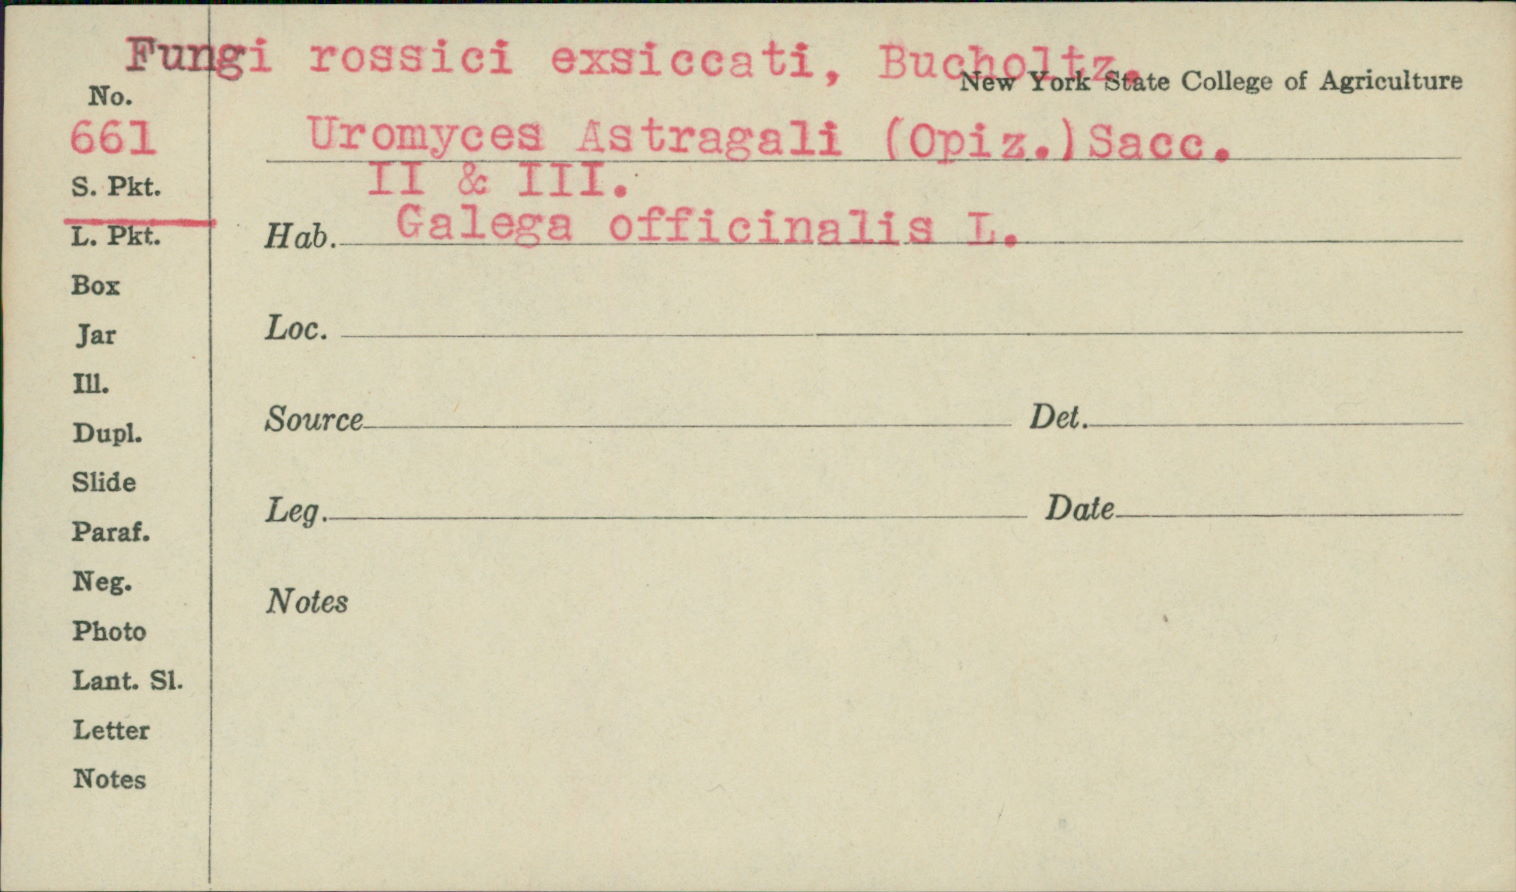 Fungi rossici exsiccati, Bucholtz.
New York State College of Agriculture
No.
661
Uromyces Astragali (Opiz.)Sacc.
II & III.
S. Pkt.
L. Pkt.
Hab. Galega officinalis L.
Box
Jar
Loc.
Ill.
Dupl.
Source Det.
Slide
Leg. Date
Paraf.
Neg.
Notes
Photo
Lant. Sl.
Letter
Notes